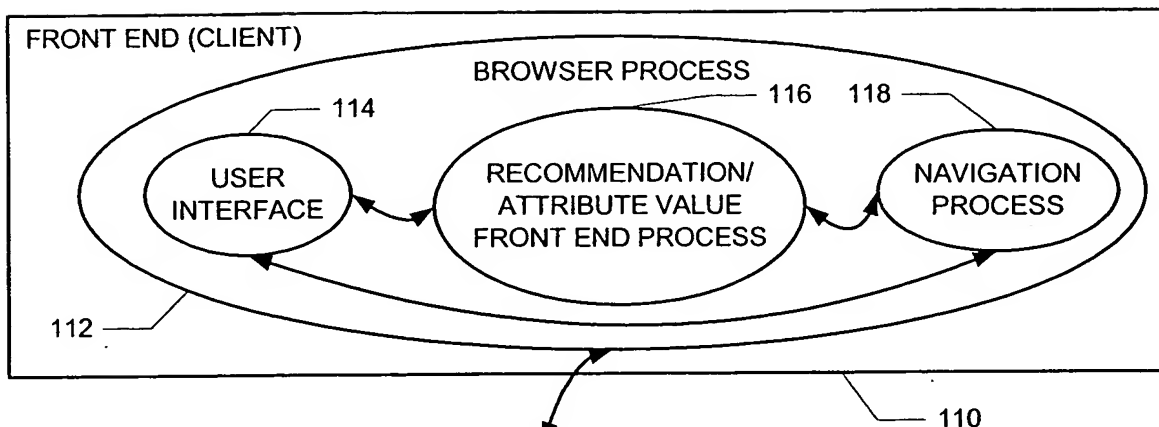 FRONT END (CLIENT)
BROWSER PROCESS
114
116
118
USER
INTERFACE
RECOMMENDATION/
ATTRIBUTE VALUE
FRONT END PROCESS
NAVIGATION
PROCESS
112
110